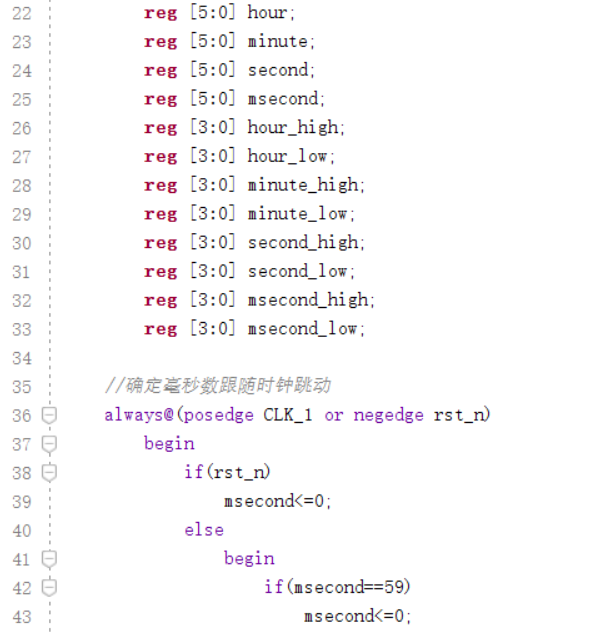 22 reg [5:0] hour;
23 reg [5:0] minute;
24 reg [5:0] second;
25 reg [5:0] msecond;
26 reg [3:0] hour_high;
27 reg [3:0] hour_low;
28 reg [3:0] minute_high;
29 reg [3:0] minute_low;
30 reg [3:0] second_high;
31 reg [3:0] second_low;
32 reg [3:0] msecond_high;
33 reg [3:0] msecond_low;
34
35 //确定毫秒数跟随时钟跳动
36 always@(posedge CLK_1 or negedge rst_n)
37 begin
38 if(rst_n)
39 msecond<=0;
40 else
41 begin
42 if(msecond==59)
43 msecond<=0;